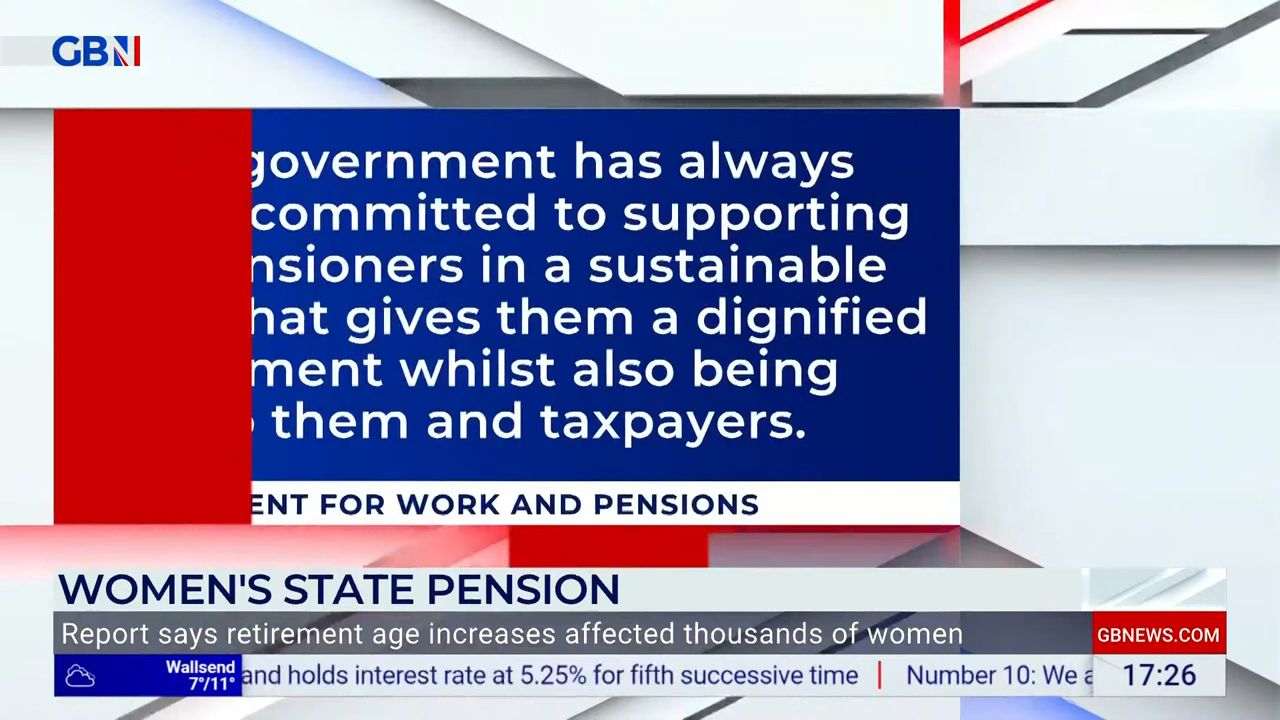 GBN
government has always
committed to supporting
nsioners in a sustainable
hat gives them a dignified
ment whilst also being
them and taxpayers.
ENT FOR WORK AND PENSIONS
WOMEN'S STATE PENSION
Report says retirement age increases affected thousands of women
GBNEWS.COM
Wallsend
7°/11°
and holds interest rate at 5.25% for fifth successive time | Number 10: We a
17:26